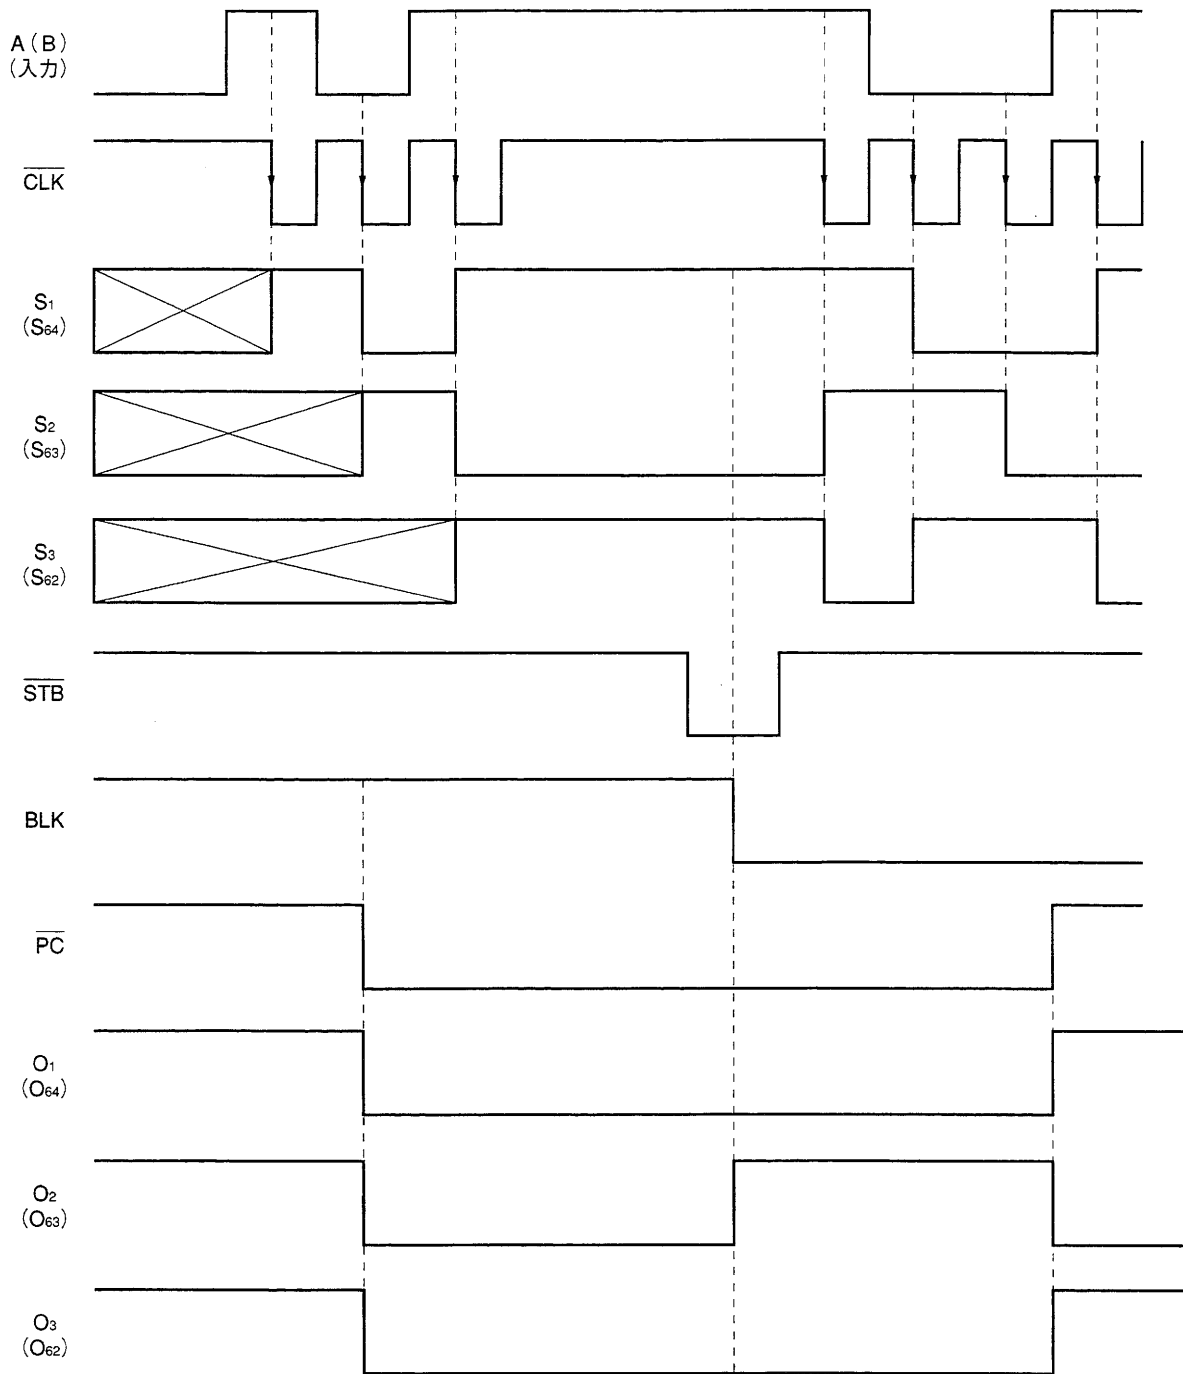 A(B)
(入力)
CLK
S1
(S64)
S2
(S63)
S3
(S62)
STB
BLK
PC
O1
(O64)
O2
(O63)
O3
(O62)